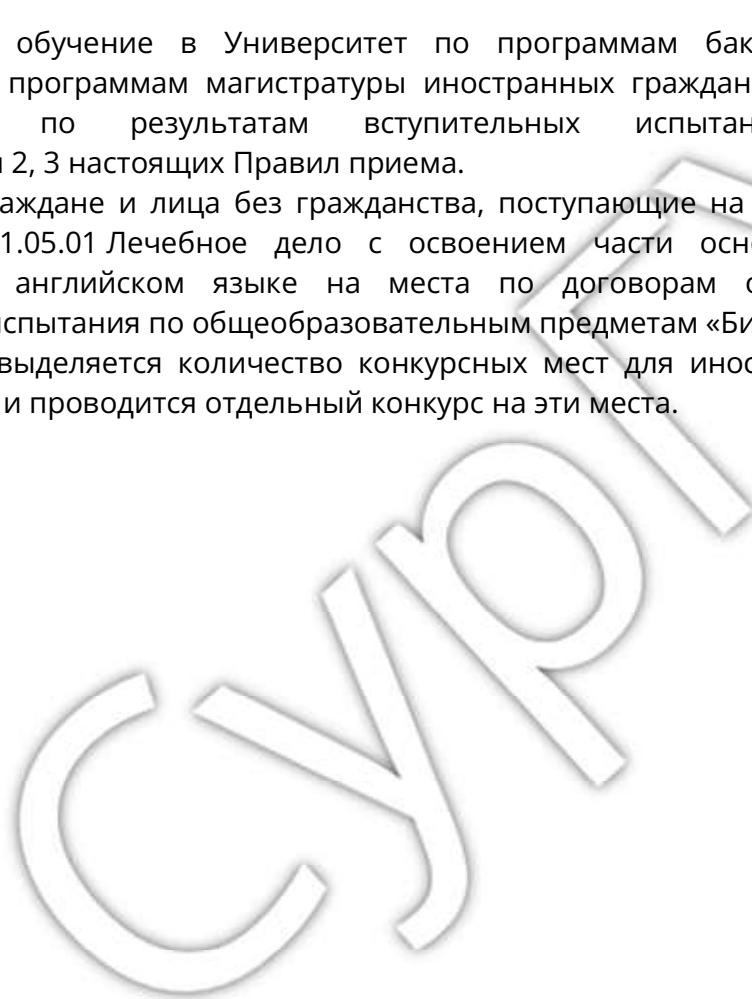 обучение в Университет по программам бак
программам магистратуры иностранных граждан
по результатам вступительных испытан
2, 3 настоящих Правил приема.
аждане и лица без гражданства, поступающие на
1.05.01 Лечебное дело с освоением части осн
английском языке на места по договорам о
испытания по общеобразовательным предметам «Би
выделяется количество конкурсных мест для инос
и проводится отдельный конкурс на эти места.
СурГ